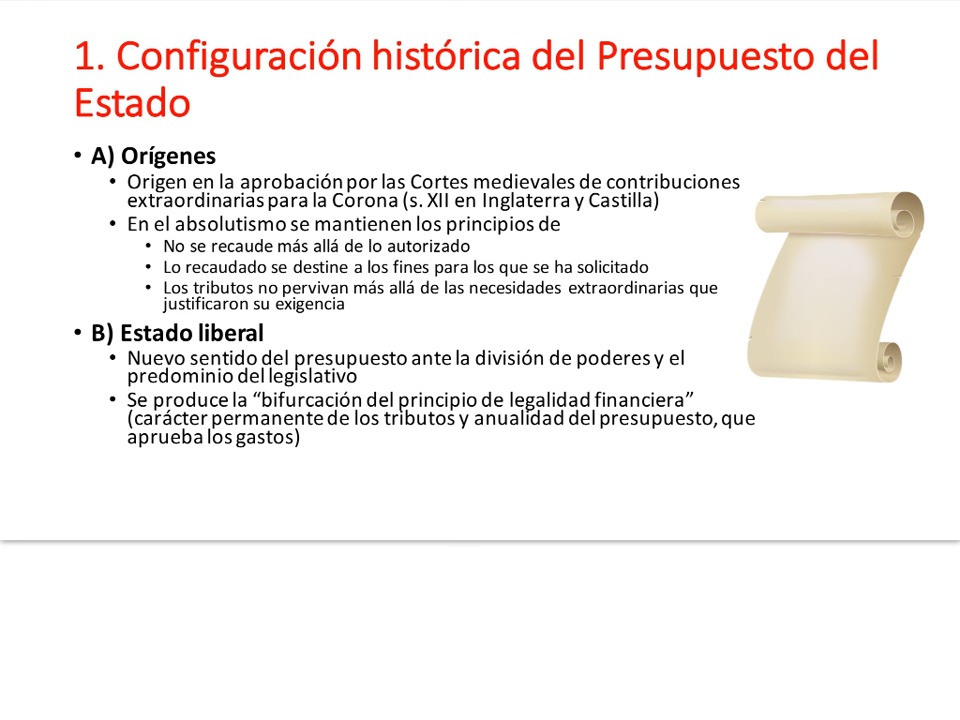 1. Configuración histórica del Presupuesto del
Estado
• A) Orígenes
• Origen en la aprobación por las Cortes medievales de contribuciones
extraordinarias para la Corona (s. XII en Inglaterra y Castilla)
• En el absolutismo se mantienen los principios de
• No se recaude más allá de lo autorizado
• Lo recaudado se destine a los fines para los que se ha solicitado
• Los tributos no pervivan más allá de las necesidades extraordinarias que
justificaron su exigencia
• B) Estado liberal
• Nuevo sentido del presupuesto ante la división de poderes y el
predominio del legislativo
• Se produce la “bifurcación del principio de legalidad financiera”
(carácter permanente de los tributos y anualidad del presupuesto, que
aprueba los gastos)